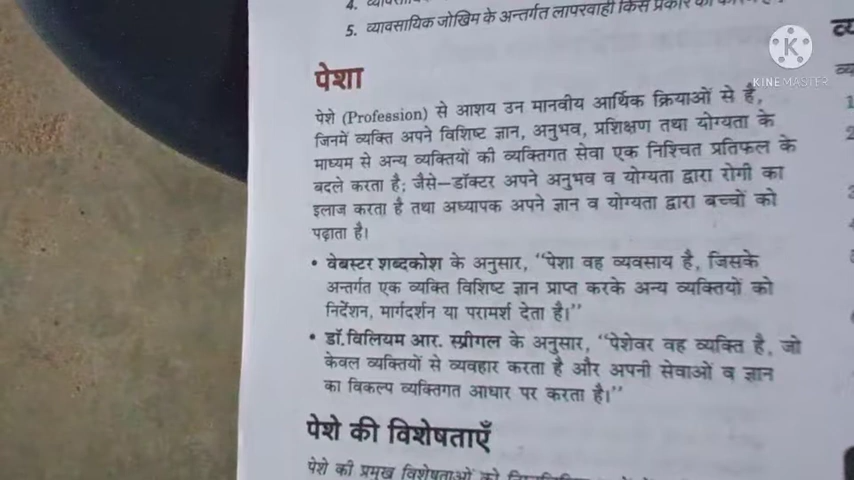 4.
5. व्यावसायिक जोखिम के अन्तर्गत लापरवाही किस प्रकार का
KINEMASTER
पेशा
पेशे (Profession) से आशय उन मानवीय आर्थिक क्रियाओं से है,
जिनमें व्यक्ति अपने विशिष्ट ज्ञान, अनुभव, प्रशिक्षण तथा योग्यता के
माध्यम से अन्य व्यक्तियों की व्यक्तिगत सेवा एक निश्चित प्रतिफल के
बदले करता है; जैसे—डॉक्टर अपने अनुभव व योग्यता द्वारा रोगी का
इलाज करता है तथा अध्यापक अपने ज्ञान व योग्यता द्वारा बच्चों को
पढ़ाता है।
• वेबस्टर शब्दकोश के अनुसार, “पेशा वह व्यवसाय है, जिसके
अन्तर्गत एक व्यक्ति विशिष्ट ज्ञान प्राप्त करके अन्य व्यक्तियों को
निर्देशन, मार्गदर्शन या परामर्श देता है।”
• डॉ. विलियम आर. स्प्रीगल के अनुसार, “पेशेवर वह व्यक्ति है, जो
केवल व्यक्तियों से व्यवहार करता है और अपनी सेवाओं व ज्ञान
का विकल्प व्यक्तिगत आधार पर करता है।”
पेशे की विशेषताएँ
पेशे की प्रमुख विशेषताओं को